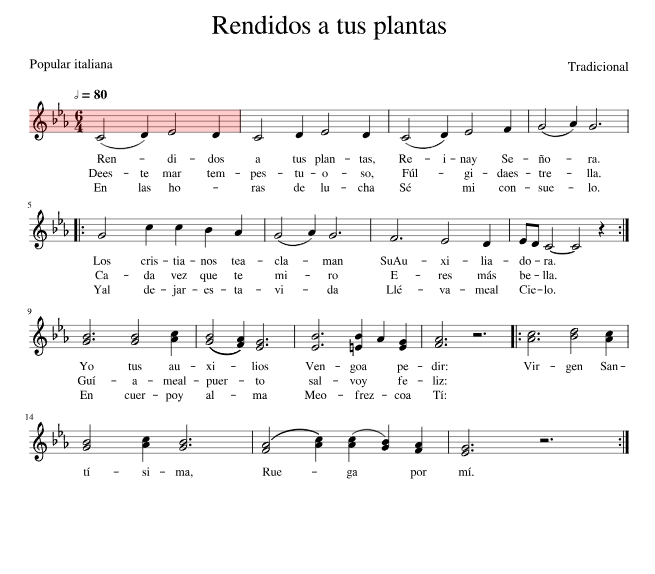 Rendidos a tus plantas
Popular italiana
Tradicional
𝅗𝅥 = 80
6
4
Ren - di - dos a tus plan - tas, Re - i - nay Se - ño - ra.
Dees - te mar tem - pes - tu - o - so, Fúl - gi - daes - tre - lla.
En las ho - ras de lu - cha Sé mi con - sue - lo.
5
Los cris - tia - nos tea - cla - man SuAu - xi - lia - do - ra.
Ca - da vez que te mi - ro E - res más be - lla.
Yal de - jar - es - ta - vi - da Llé - va - meal Cie - lo.
9
Yo tus au - xi - lios Ven - goa pe - dir: Vir - gen San -
Guí - a - meal - puer - to sal - voy fe - liz:
En cuer - poy al - ma Meo - frez - coa Tí:
14
tí - si - ma, Rue - ga por mí.